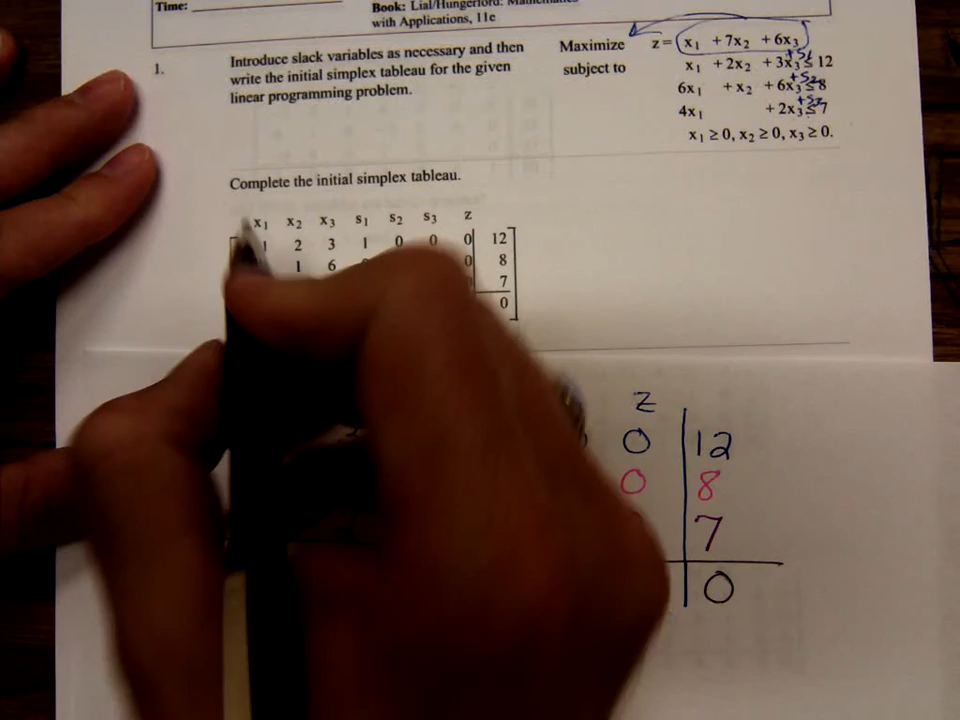 Time:
Book: Lial/Hungerford: Mathematics
with Applications, 11e
1.
Introduce slack variables as necessary and then
write the initial simplex tableau for the given
linear programming problem.
Maximize z = x₁ + 7x₂ + 6x₃
subject to x₁ + 2x₂ + 3x₃ +s₁ ≤ 12
6x₁ + x₂ + 6x₃ +s₂ ≤ 8
4x₁ + 2x₃ +s₃ ≤ 7
x₁ ≥ 0, x₂ ≥ 0, x₃ ≥ 0.
Complete the initial simplex tableau.
x₁ x₂ x₃ s₁ s₂ s₃ z
1 2 3 1 0 0 0 12
1 6 0 8
7
0
z
0 12
0 8
7
0